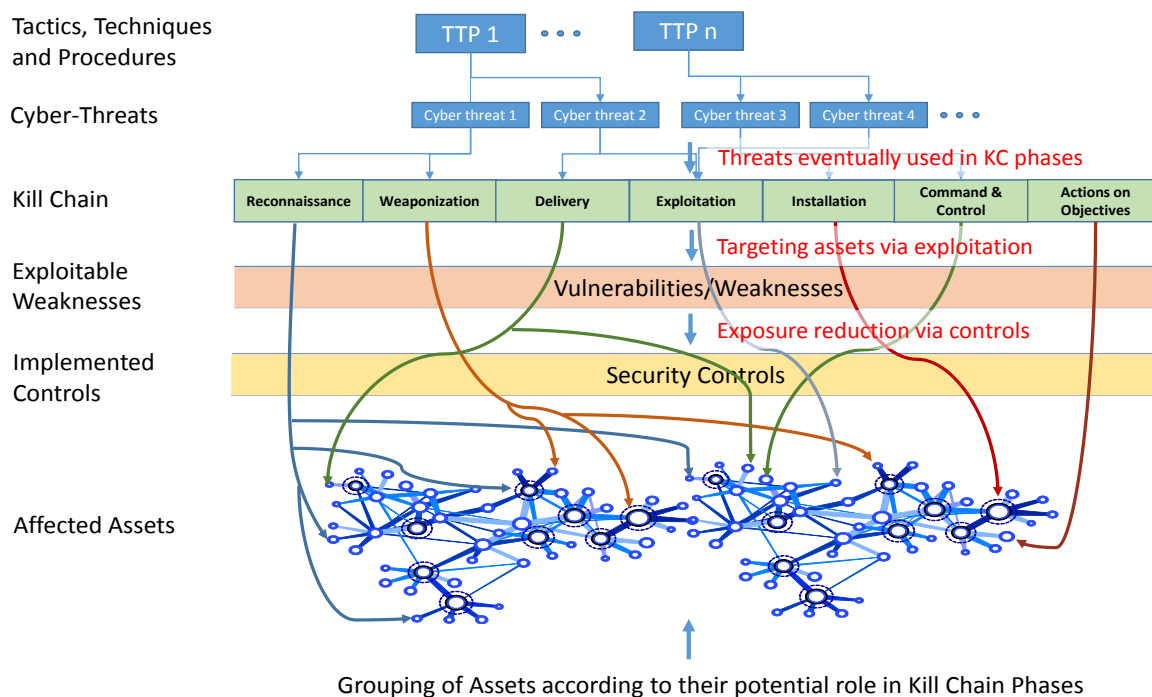 Tactics, Techniques
and Procedures
TTP 1
TTP n
Cyber-Threats
Cyber threat 1
Cyber threat 2
Cyber threat 3
Cyber threat 4
Threats eventually used in KC phases
Kill Chain
Reconnaissance
Weaponization
Delivery
Exploitation
Installation
Command &
Control
Actions on
Objectives
Targeting assets via exploitation
Exploitable
Weaknesses
Vulnerabilities/Weaknesses
Exposure reduction via controls
Implemented
Controls
Security Controls
Affected Assets
Grouping of Assets according to their potential role in Kill Chain Phases